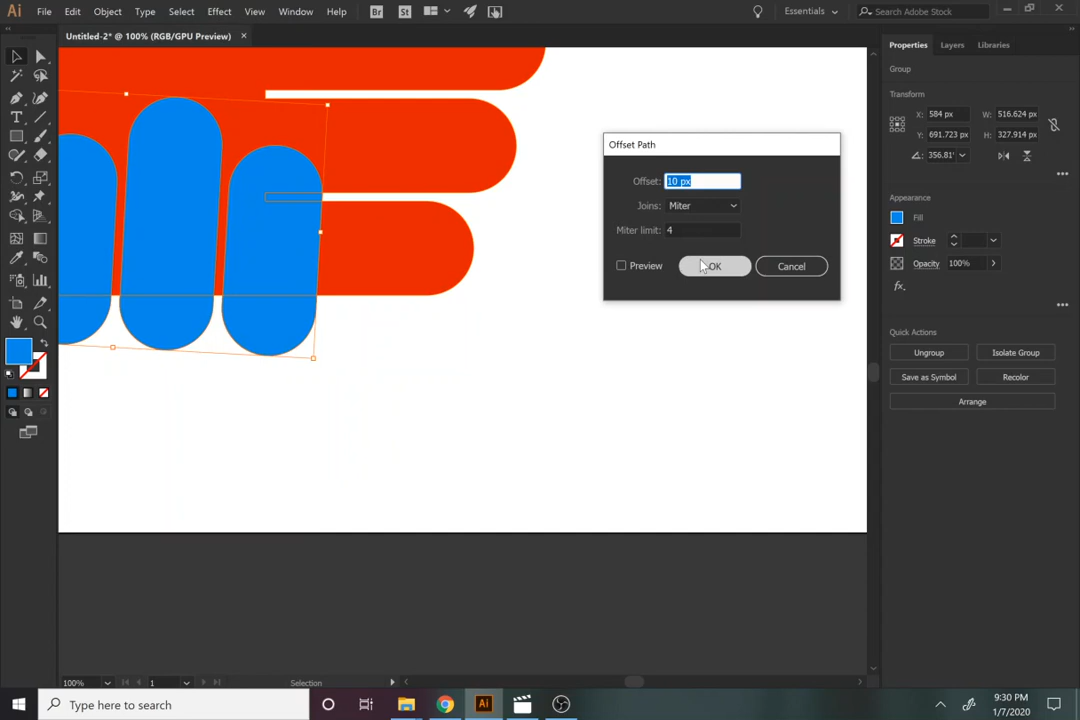 Ai File Edit Object Type Select Effect View Window Help Br St Essentials Search Adobe Stock
Untitled-2* @ 100% (RGB/GPU Preview) ×
Properties Layers Libraries
Group
Transform
X: 584 px W: 516.624 px
Y: 691.723 px H: 327.914 px
356.81°
Appearance
Fill
Stroke
Opacity 100%
fx.
Quick Actions
Ungroup Isolate Group
Save as Symbol Recolor
Arrange
Offset Path
Offset: 10 px
Joins: Miter
Miter limit: 4
Preview OK Cancel
T
100% 1 Selection
Type here to search
Ai
9:30 PM
1/7/2020